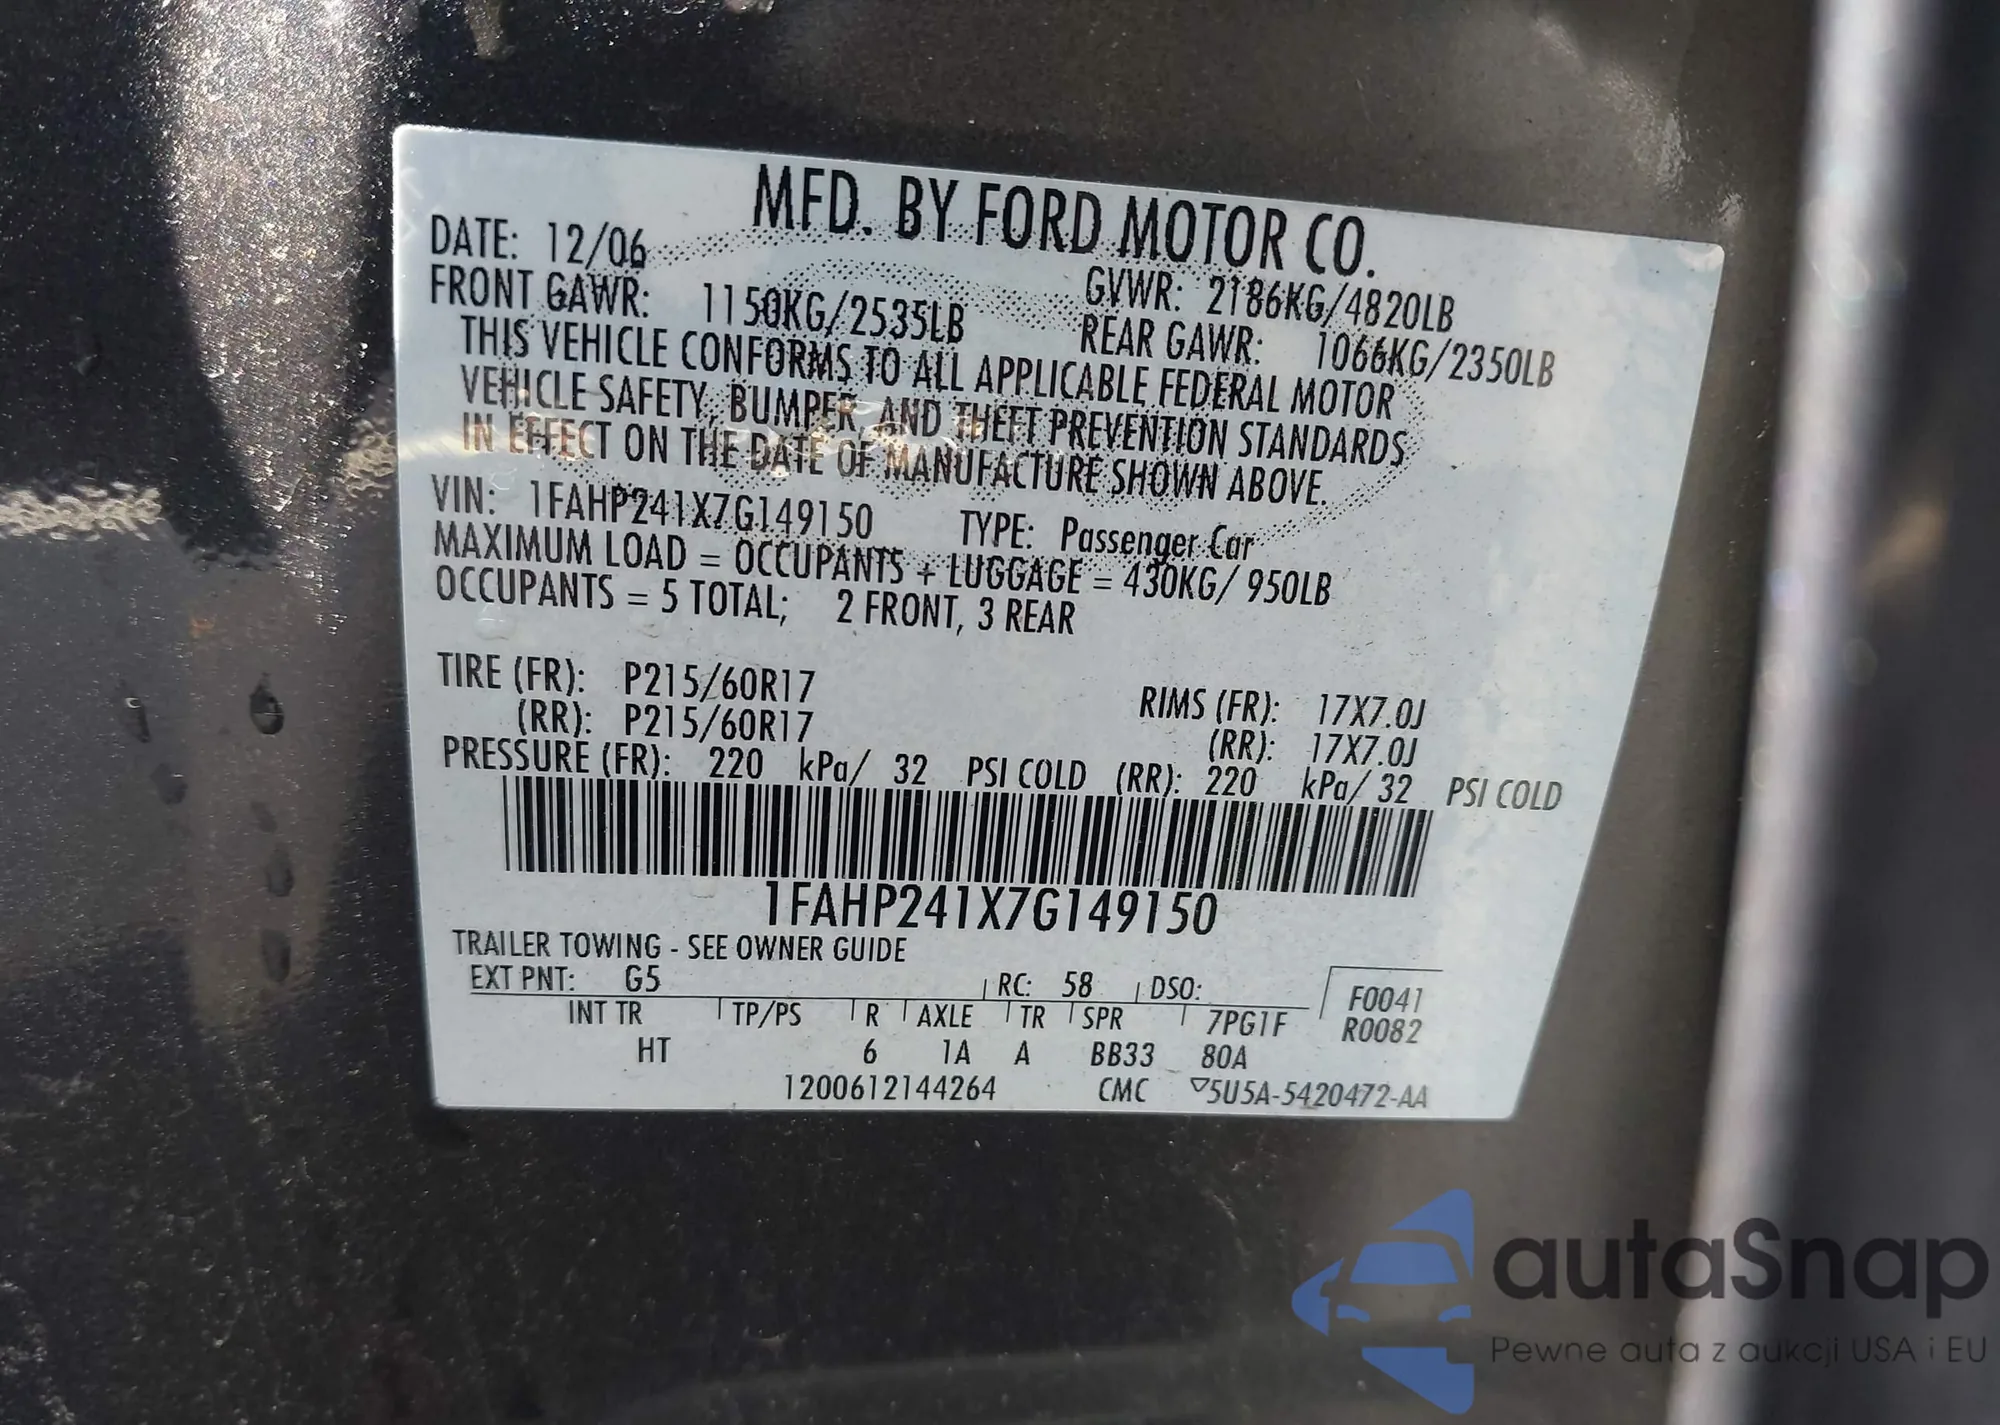 MFD. BY FORD MOTOR CO.
DATE: 12/06
GVWR: 2186KG/4820LB
FRONT GAWR: 1150KG/2535LB
REAR GAWR: 1066KG/2350LB
THIS VEHICLE CONFORMS TO ALL APPLICABLE FEDERAL MOTOR
VEHICLE SAFETY, BUMPER, AND THEFT PREVENTION STANDARDS
IN EFFECT ON THE DATE OF MANUFACTURE SHOWN ABOVE.
VIN: 1FAHP241X7G149150 TYPE: Passenger Car
MAXIMUM LOAD = OCCUPANTS + LUGGAGE = 430KG/ 950LB
OCCUPANTS = 5 TOTAL; 2 FRONT, 3 REAR
TIRE (FR): P215/60R17 RIMS (FR): 17X7.0J
(RR): P215/60R17 (RR): 17X7.0J
PRESSURE (FR): 220 kPa/ 32 PSI COLD (RR): 220 kPa/ 32 PSI COLD
1FAHP241X7G149150
TRAILER TOWING - SEE OWNER GUIDE
EXT PNT: G5 RC: 58 DSO: F0041
INT TR TP/PS R AXLE TR SPR 7PG1F R0082
HT 6 1A A BB33 80A
1200612144264 CMC ▽5U5A-5420472-AA
autaSnap
Pewne auta z aukcji USA i EU